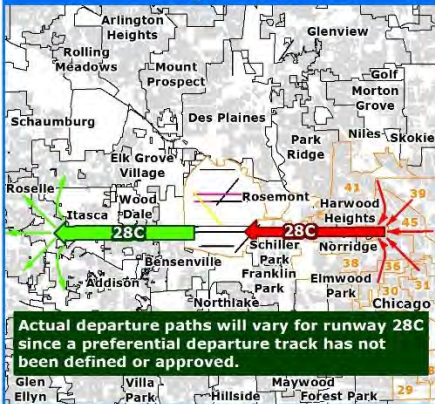 Arlington
Heights
Glenview
Rolling
Meadows
Mount
Prospect
Golf
Morton
Grove
Schaumburg
Des Plaines
Niles
Skokie
Park
Ridge
Elk Grove
Village
41
39
Roselle
Rosemont
Harwood
Heights
Itasca
Wood
Dale
45
28C
28C
Norridge
Schiller
Park
Bensenville
38
36
Franklin
Park
Elmwood
Park
Addison
30
31
Northlake
Chicago
Actual departure paths will vary for runway 28C
since a preferential departure track has not
been defined or approved.
29
Glen
Ellyn
Villa
Park
Hillside
Maywood
Forest Park